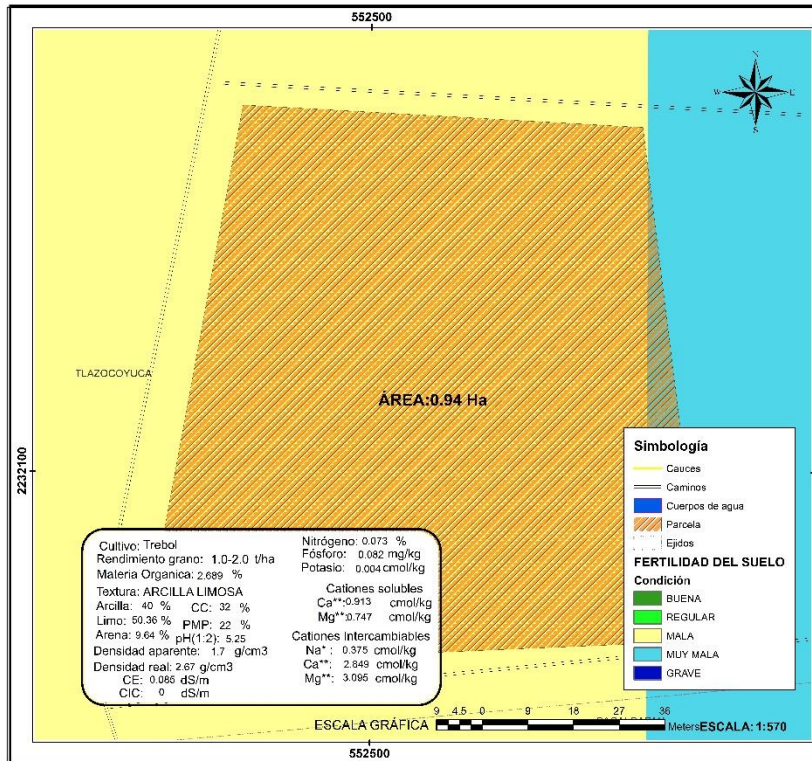 552500
N
W E
S
TLAZOCOYUCA
ÁREA:0.94 Ha
2232100
Cultivo: Trebol
Rendimiento grano: 1.0-2.0 t/ha
Materia Organica: 2.689 %
Textura: ARCILLA LIMOSA
Arcilla: 40 % CC: 32 %
Limo: 50.36 % PMP: 22 %
Arena: 9.64 % pH(1:2): 5.25
Densidad aparente: 1.7 g/cm3
Densidad real: 2.67 g/cm3
CE: 0.085 dS/m
CIC: 0 dS/m
Nitrógeno: 0.073 %
Fósforo: 0.082 mg/kg
Potasio: 0.004 cmol/kg
Cationes solubles
Ca**:0.913 cmol/kg
Mg**:0.747 cmol/kg
Cationes Intercambiables
Na*: 0.375 cmol/kg
Ca**: 2.849 cmol/kg
Mg**: 3.095 cmol/kg
Simbología
Cauces
Caminos
Cuerpos de agua
Parcela
Ejidos
FERTILIDAD DEL SUELO
Condición
BUENA
REGULAR
MALA
MUY MALA
GRAVE
ESCALA GRÁFICA
9 4.5 0 9 18 27 36
Meters
ESCALA: 1:570
552500